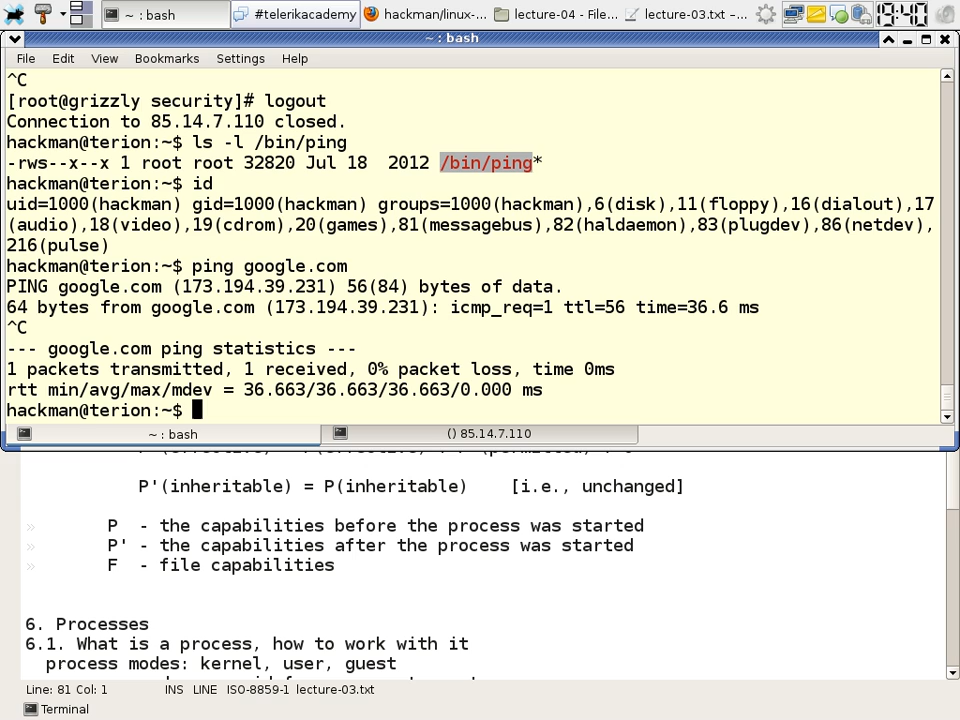 ~ : bash
#telerikacademy
hackman/linux-...
lecture-04 - File...
lecture-03.txt –...
19:40
~ : bash
File Edit View Bookmarks Settings Help
^C
[root@grizzly security]# logout
Connection to 85.14.7.110 closed.
hackman@terion:~$ ls -l /bin/ping
-rws--x--x 1 root root 32820 Jul 18  2012 /bin/ping*
hackman@terion:~$ id
uid=1000(hackman) gid=1000(hackman) groups=1000(hackman),6(disk),11(floppy),16(dialout),17
(audio),18(video),19(cdrom),20(games),81(messagebus),82(haldaemon),83(plugdev),86(netdev),
216(pulse)
hackman@terion:~$ ping google.com
PING google.com (173.194.39.231) 56(84) bytes of data.
64 bytes from google.com (173.194.39.231): icmp_req=1 ttl=56 time=36.6 ms
^C
--- google.com ping statistics ---
1 packets transmitted, 1 received, 0% packet loss, time 0ms
rtt min/avg/max/mdev = 36.663/36.663/36.663/0.000 ms
hackman@terion:~$
~ : bash
() 85.14.7.110
P'(inheritable) = P(inheritable)    [i.e., unchanged]
» P  - the capabilities before the process was started
» P' - the capabilities after the process was started
» F  - file capabilities
6. Processes
6.1. What is a process, how to work with it
process modes: kernel, user, guest
Line: 81 Col: 1 INS LINE ISO-8859-1 lecture-03.txt
Terminal